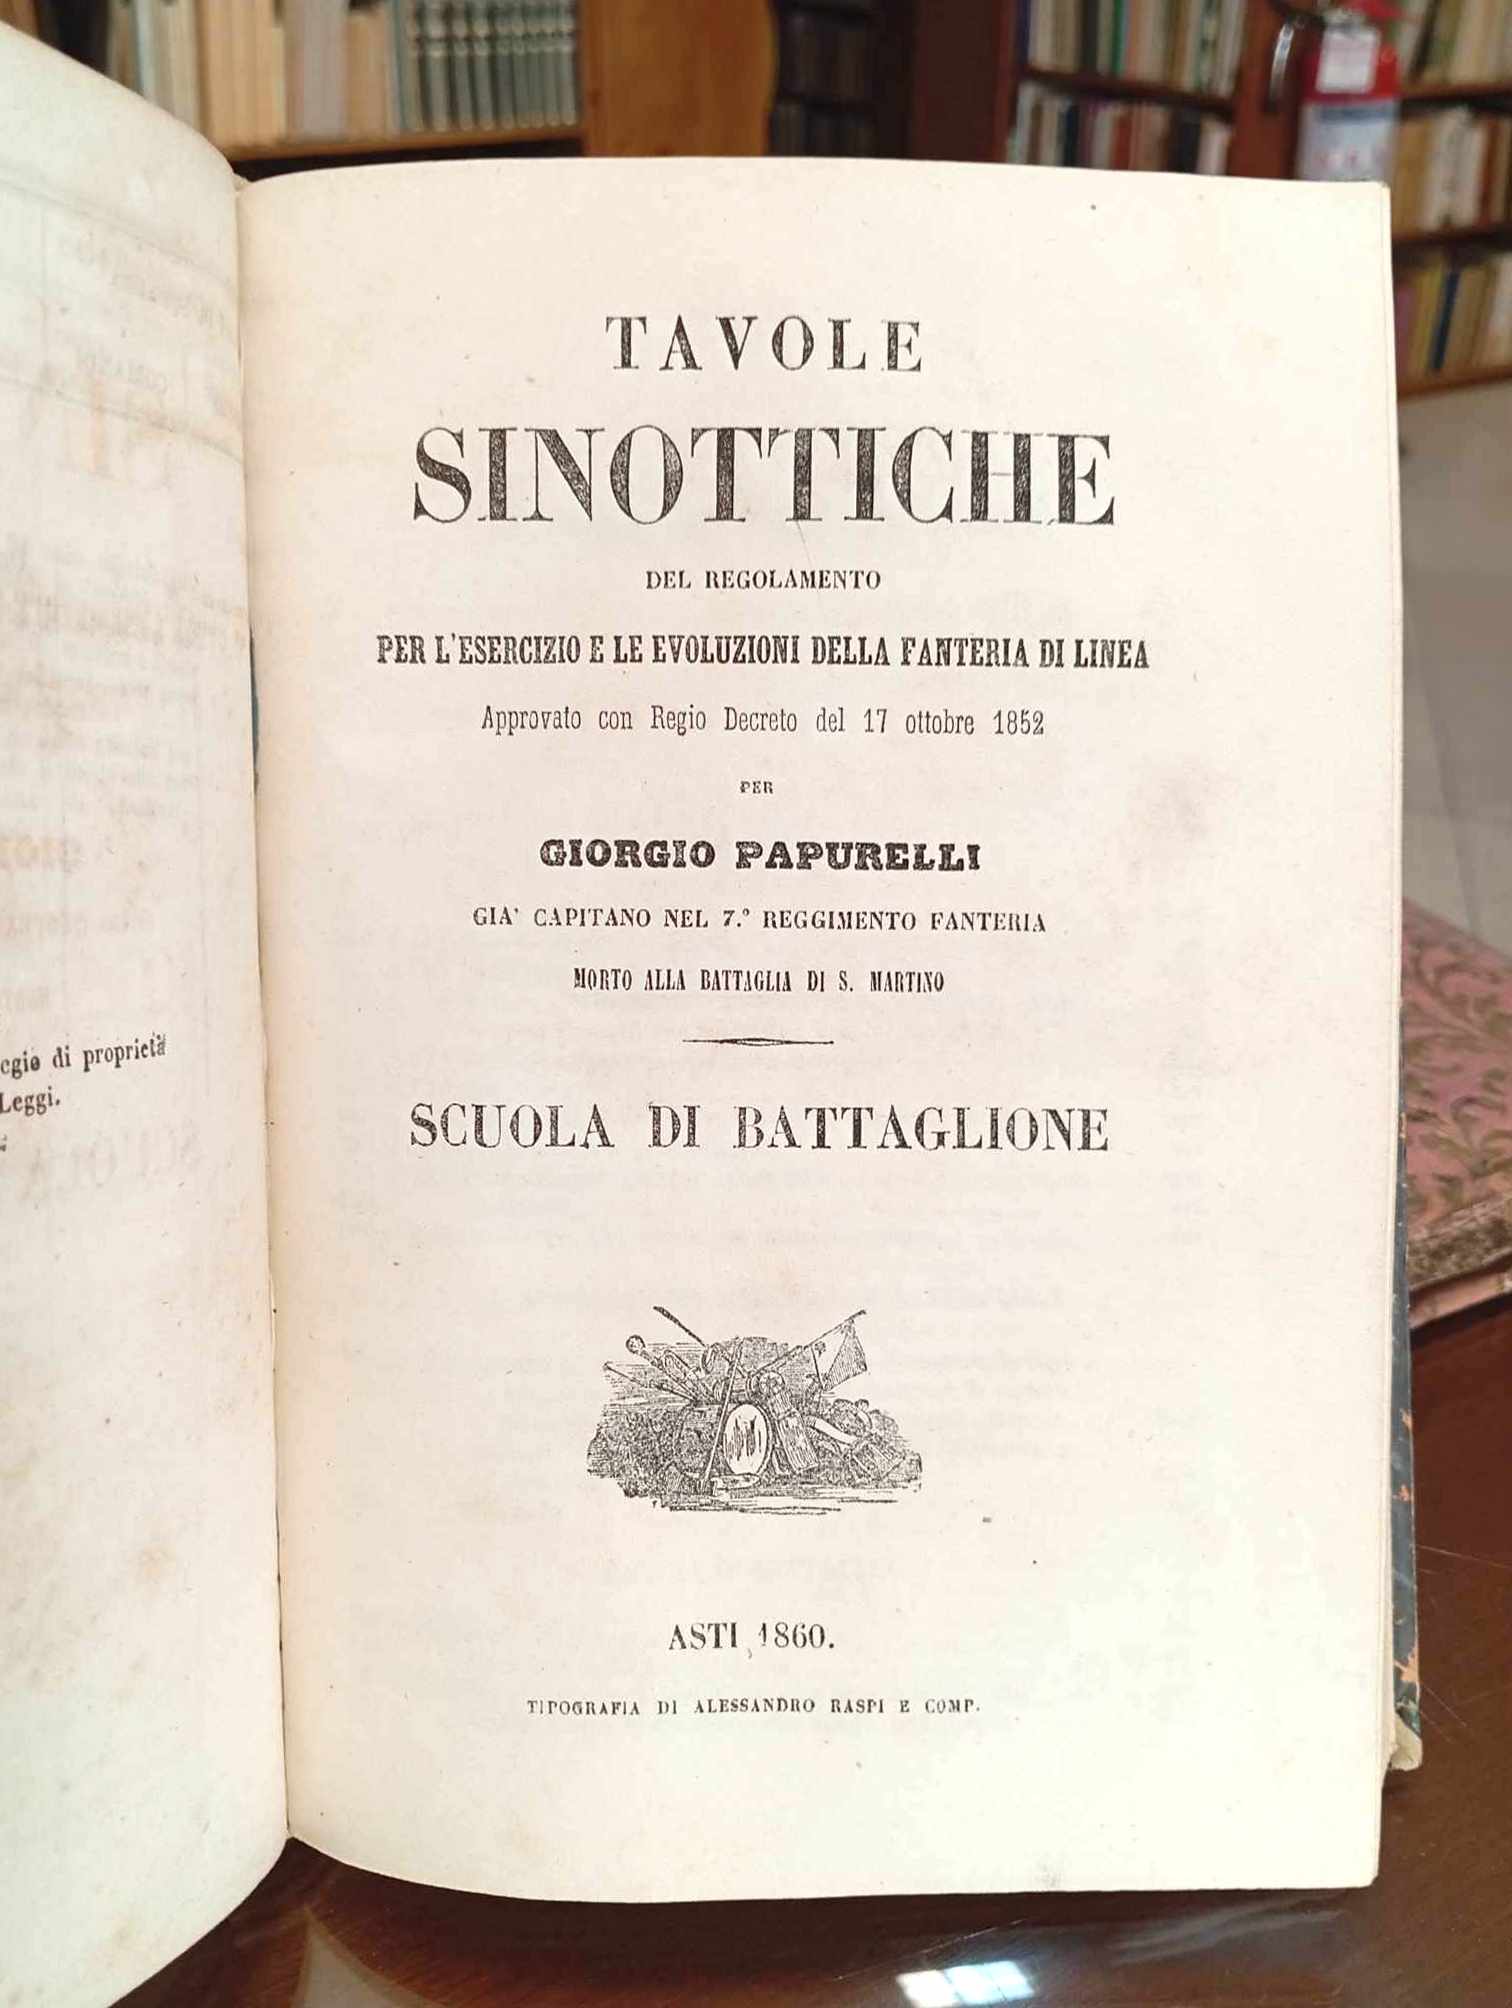 TAVOLE
SINOTTICHE
DEL REGOLAMENTO
PER L'ESERCIZIO E LE EVOLUZIONI DELLA FANTERIA DI LINEA
Approvato con Regio Decreto del 17 ottobre 1852
PER
GIORGIO PAPURELLI
GIA' CAPITANO NEL 7.º REGGIMENTO FANTERIA
MORTO ALLA BATTAGLIA DI S. MARTINO
SCUOLA DI BATTAGLIONE
ASTI, 1860.
TIPOGRAFIA DI ALESSANDRO RASPI E COMP.
di proprietà
Leggi.